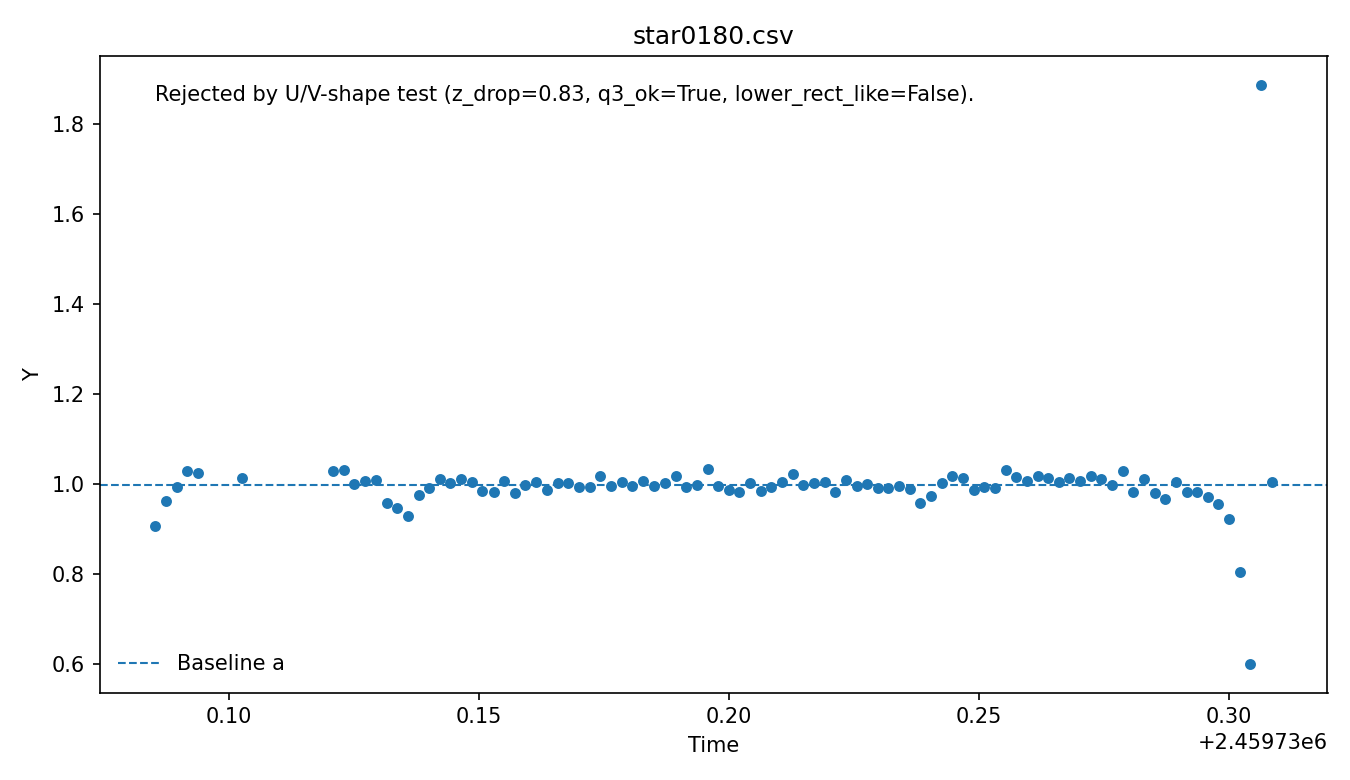 star0180.csv
Rejected by U/V-shape test (z_drop=0.83, q3_ok=True, lower_rect_like=False).
1.8
1.6
1.4
1.2
1.0
0.8
0.6
Y
Baseline a
0.10
0.15
0.20
0.25
0.30
Time
+2.45973e6